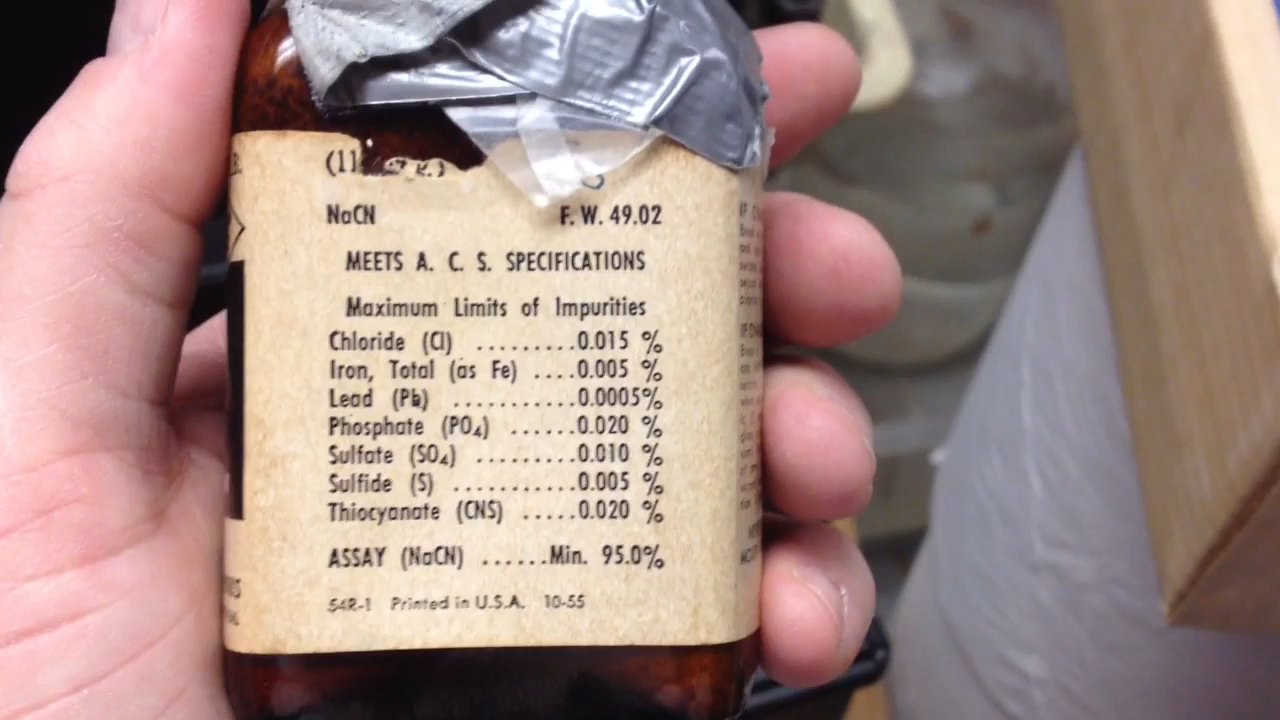 NaCN F. W. 49.02
MEETS A. C. S. SPECIFICATIONS
Maximum Limits of Impurities
Chloride (Cl) .........0.015 %
Iron, Total (as Fe) ....0.005 %
Lead (Pb) ...........0.0005%
Phosphate (PO₄) ......0.020 %
Sulfate (SO₄) .........0.010 %
Sulfide (S) ...........0.005 %
Thiocyanate (CNS) .....0.020 %
ASSAY (NaCN) ......Min. 95.0%
54R-1 Printed in U.S.A. 10-55